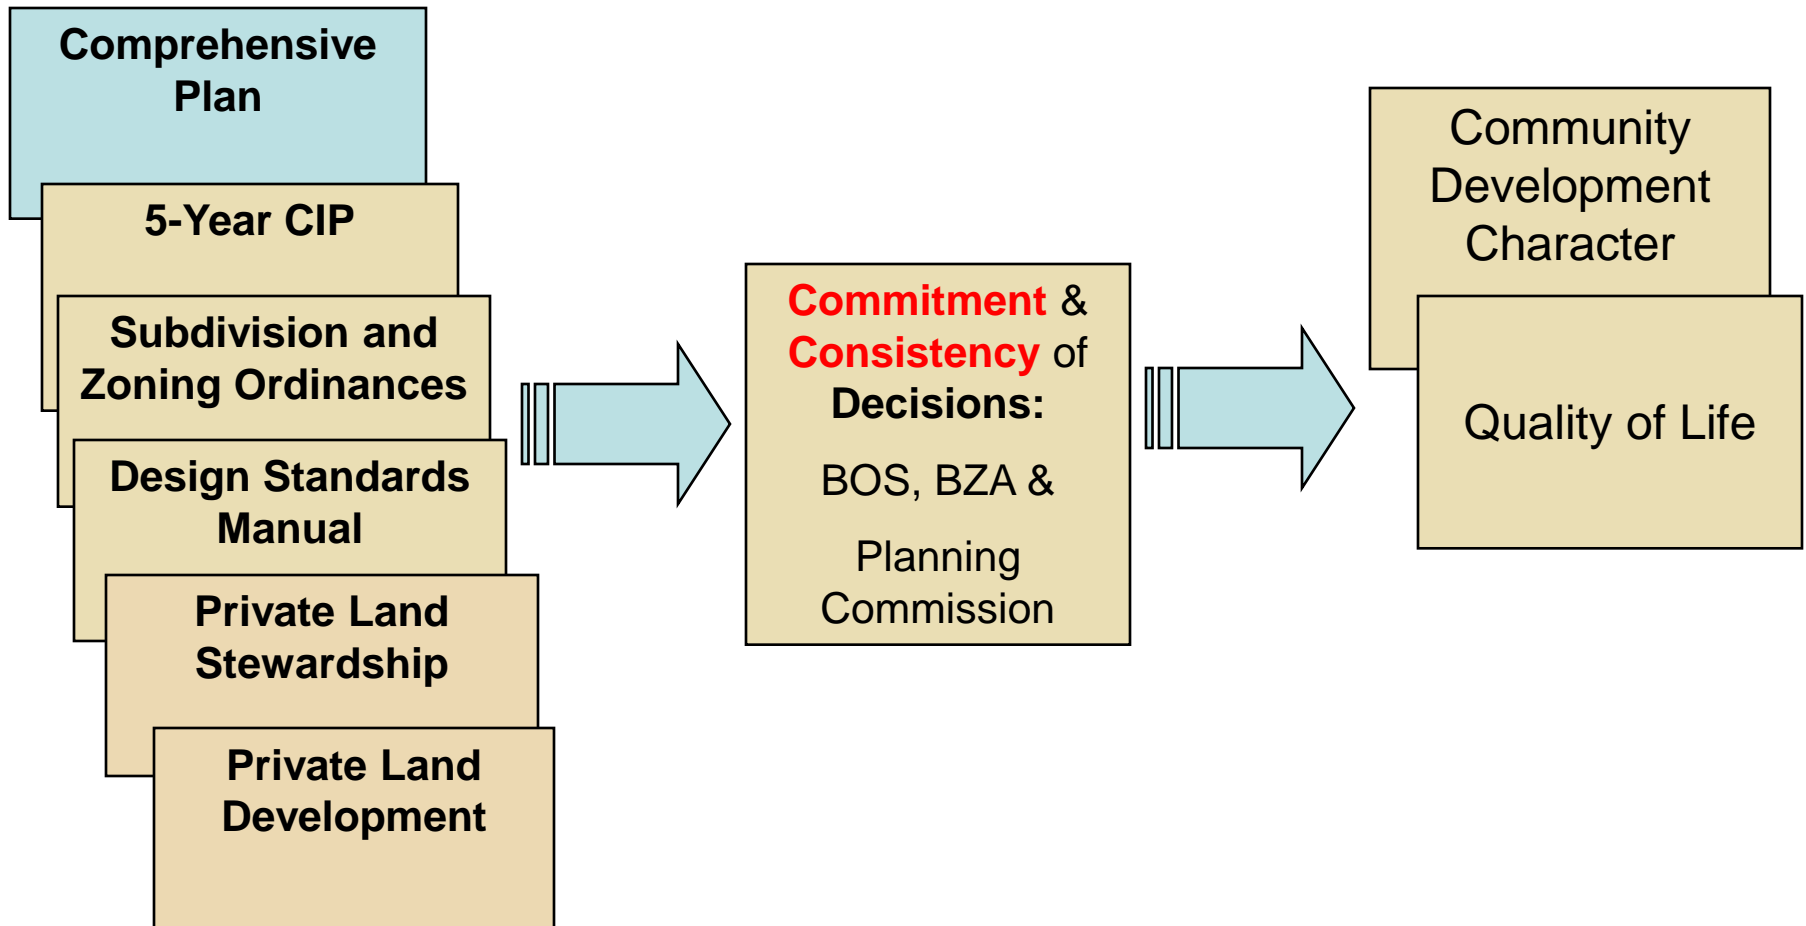 Comprehensive
Plan
5-Year CIP
Subdivision and
Zoning Ordinances
Design Standards
Manual
Private Land
Stewardship
Private Land
Development
Commitment &
Consistency of
Decisions:
BOS, BZA &
Planning
Commission
Community
Development
Character
Quality of Life